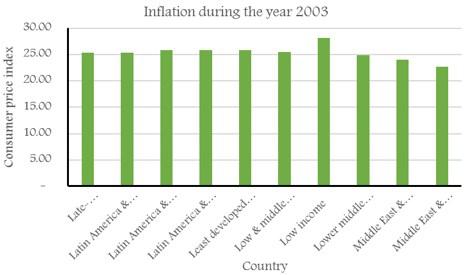 Inflation during the year 2003
Consumer price index
30.00
25.00
20.00
15.00
10.00
5.00
-
Late-...
Latin America &...
Latin America &...
Latin America &...
Least developed...
Low & middle...
Low income
Lower middle...
Middle East &...
Middle East &...
Country